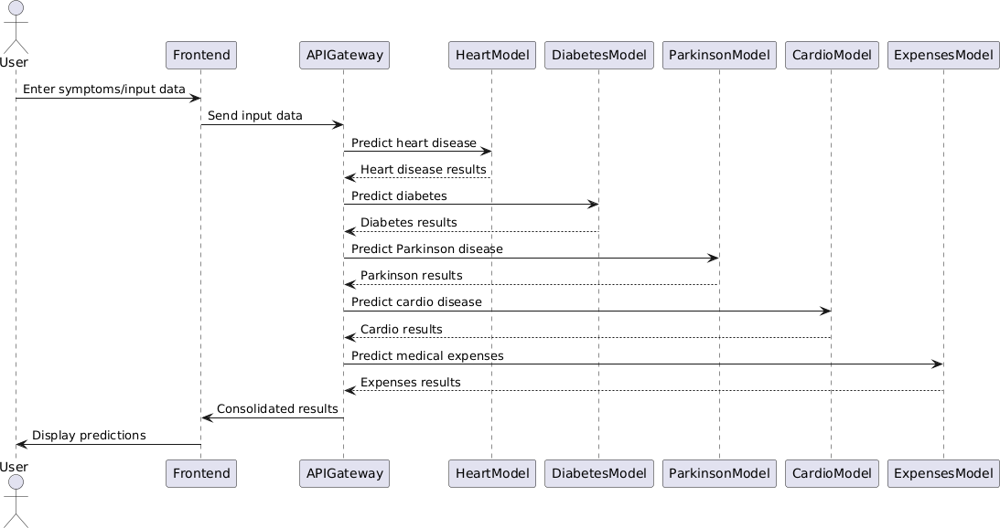 User
Frontend
APIGateway
HeartModel
DiabetesModel
ParkinsonModel
CardioModel
ExpensesModel
Enter symptoms/input data
Send input data
Predict heart disease
Heart disease results
Predict diabetes
Diabetes results
Predict Parkinson disease
Parkinson results
Predict cardio disease
Cardio results
Predict medical expenses
Expenses results
Consolidated results
Display predictions
User
Frontend
APIGateway
HeartModel
DiabetesModel
ParkinsonModel
CardioModel
ExpensesModel